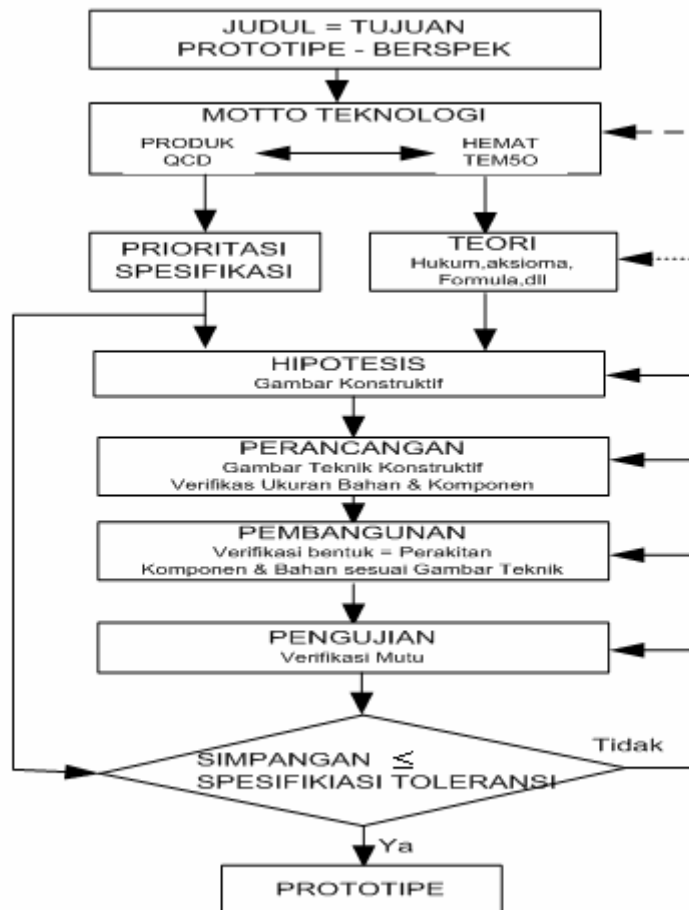 JUDUL = TUJUAN
PROTOTIPE - BERSPEK
MOTTO TEKNOLOGI
PRODUK
QCD
HEMAT
TEM5O
PRIORITASI
SPESIFIKASI
TEORI
Hukum,aksioma,
Formula,dll
HIPOTESIS
Gambar Konstruktif
PERANCANGAN
Gambar Teknik Konstruktif
Verifikas Ukuran Bahan & Komponen
PEMBANGUNAN
Verifikasi bentuk = Perakitan
Komponen & Bahan sesuai Gambar Teknik
PENGUJIAN
Verifikasi Mutu
SIMPANGAN ≤
SPESIFIKIASI TOLERANSI
Tidak
Ya
PROTOTIPE